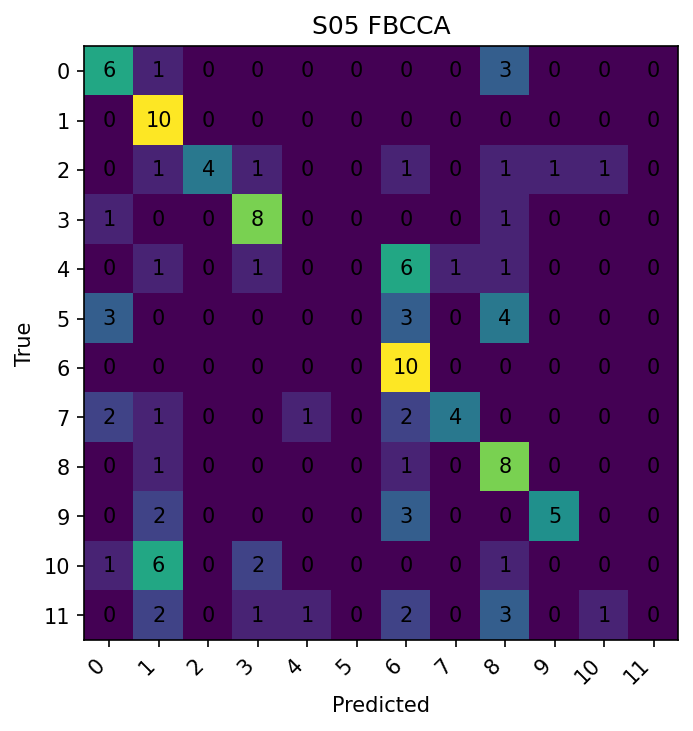 S05 FBCCA
0 6 1 0 0 0 0 0 0 3 0 0 0
1 0 10 0 0 0 0 0 0 0 0 0 0
2 0 1 4 1 0 0 1 0 1 1 1 0
3 1 0 0 8 0 0 0 0 1 0 0 0
4 0 1 0 1 0 0 6 1 1 0 0 0
5 3 0 0 0 0 0 3 0 4 0 0 0
6 0 0 0 0 0 0 10 0 0 0 0 0
7 2 1 0 0 1 0 2 4 0 0 0 0
8 0 1 0 0 0 0 1 0 8 0 0 0
9 0 2 0 0 0 0 3 0 0 5 0 0
10 1 6 0 2 0 0 0 0 1 0 0 0
11 0 2 0 1 1 0 2 0 3 0 1 0
0 1 2 3 4 5 6 7 8 9 10 11
Predicted
True